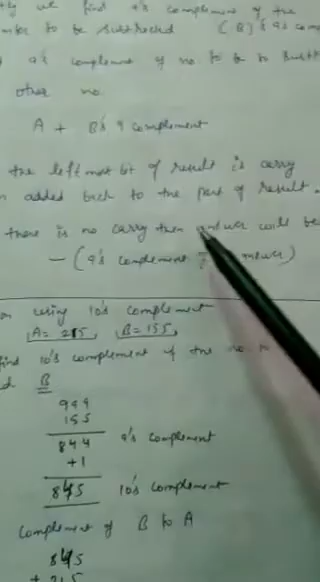 we find 9's complement of the
to be subtracted (B)'s 9's com
9's complement of no to be to
other no.
A + B's 9 complement
the left most bit of result is carry
added back to the part of result.
there is no carry then answer will be
- (9's complement answer)
using 10's complement
A = 215, B = 155,
find 10's complement of the no to
B
999
155
844 9's complement
+1
845 10's complement
complement of B to A
845
+ 215